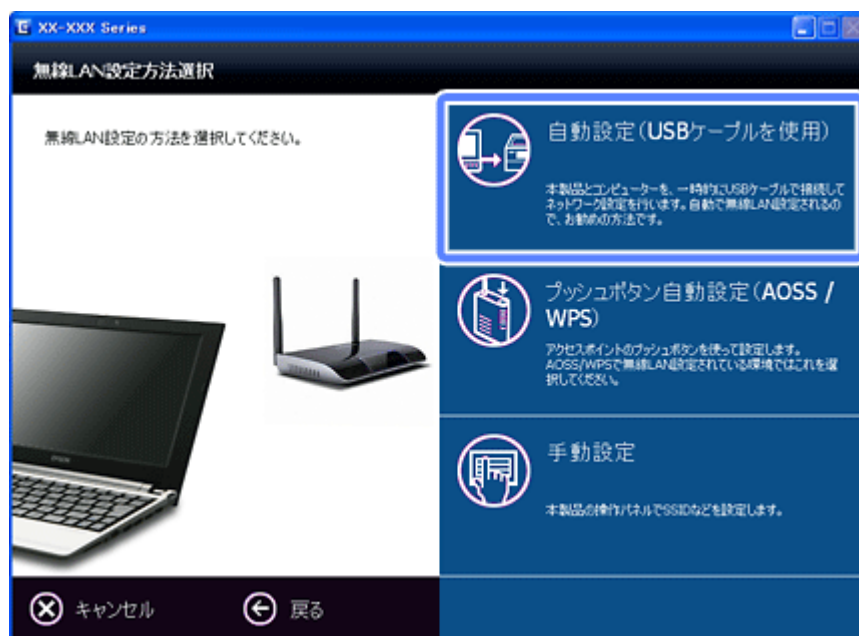 XX-XXX Series
無線LAN設定方法選択
無線LAN設定の方法を選択してください。
自動設定(USBケーブルを使用)
本製品とコンピューターを、一時的にUSBケーブルで接続して
ネットワーク設定を行います。自動で無線LAN設定されるの
で、お勧めの方法です。
プッシュボタン自動設定(AOSS /
WPS)
アクセスポイントのプッシュボタンを使って設定します。
AOSS/WPSで無線LAN設定されている環境ではこれを選
択してください。
手動設定
本製品の操作パネルでSSIDなどを設定します。
EPSON
キャンセル
戻る